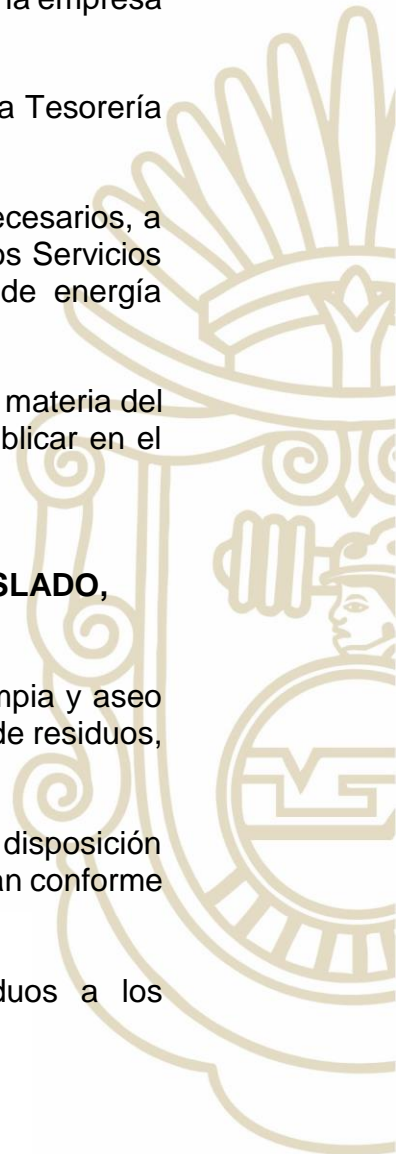 la empresa
a Tesorería
ecesarios, a
os Servicios
de energía
materia del
blicar en el
SLADO,
mpia y aseo
de residuos,
disposición
an conforme
duos a los